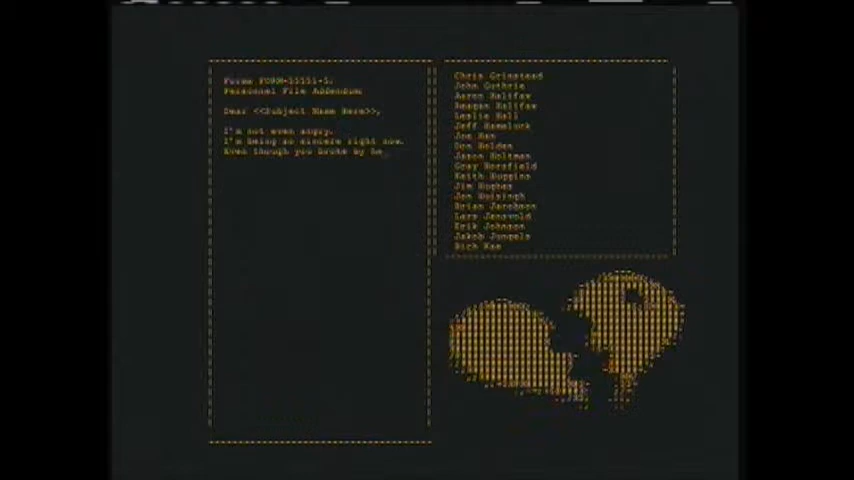 Forms FORM-55551-5:
Personnel File Addendum
Dear <<Subject Name Here>>,
I'm not even angry.
I'm being so sincere right now.
Even though you broke my he
Chris Grinstead
John Guthrie
Aaron Halifax
Reagan Halifax
Leslie Hall
Jeff Hameluck
Joe Han
Don Holden
Jason Holtman
Gray Horsfield
Keith Huggins
Jim Hughes
Jon Huisingh
Brian Jacobson
Lars Jensvold
Erik Johnson
Jakob Jungels
Rich Kaa